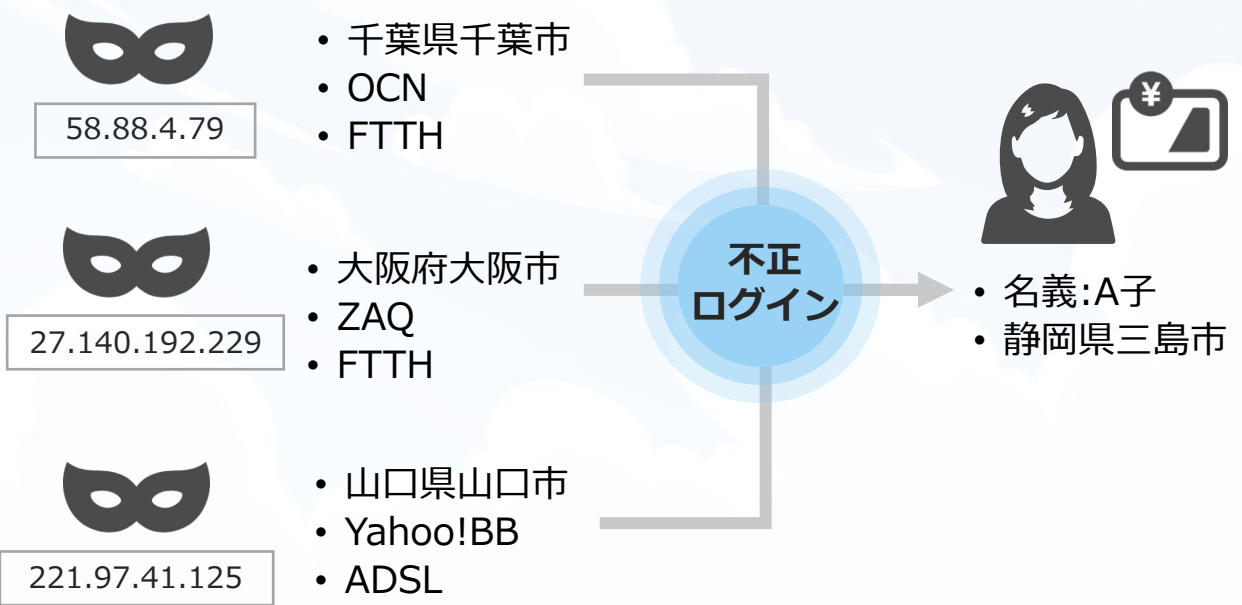 58.88.4.79
• 千葉県千葉市
• OCN
• FTTH
27.140.192.229
• 大阪府大阪市
• ZAQ
• FTTH
221.97.41.125
• 山口県山口市
• Yahoo!BB
• ADSL
不正
ログイン
¥
• 名義:A子
• 静岡県三島市